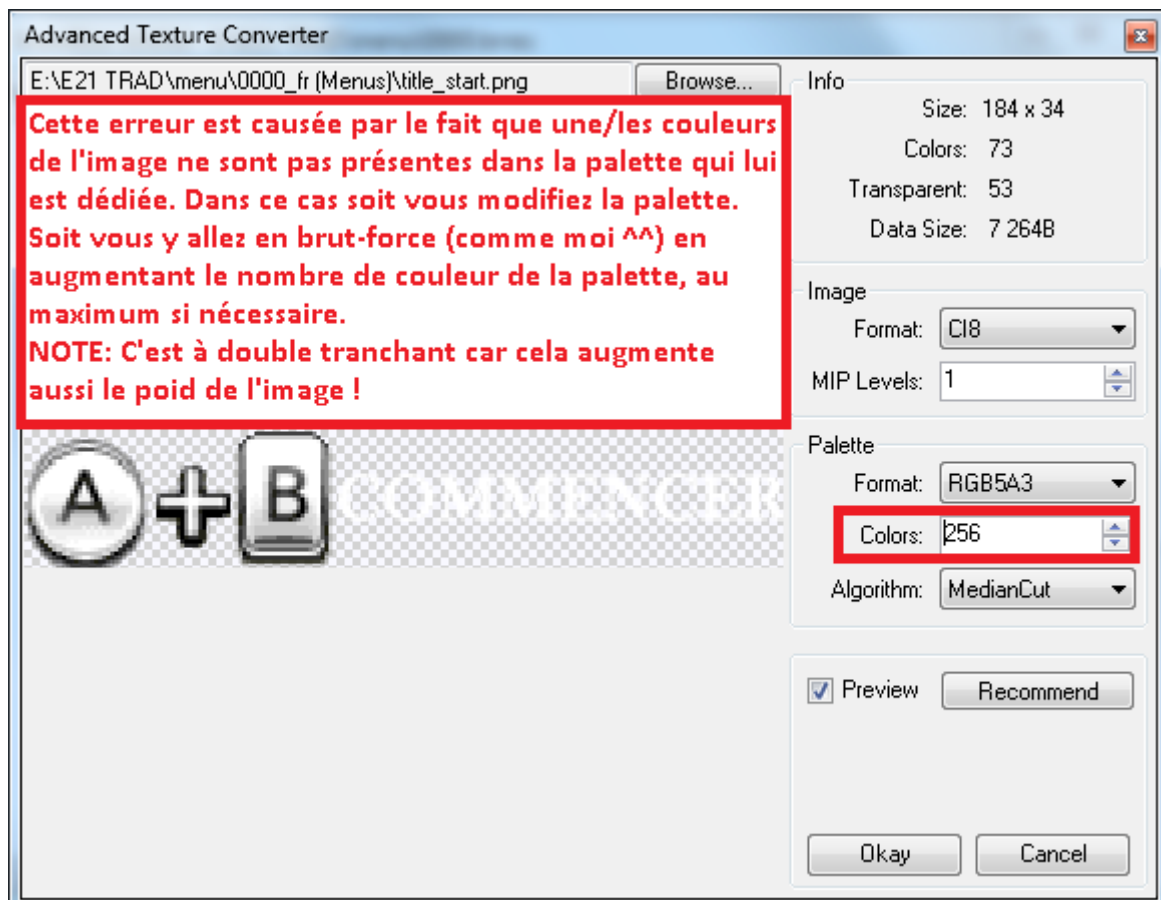 Advanced Texture Converter
E:\E21 TRAD\menu\0000_fr (Menus)\title_start.png
Browse...
Cette erreur est causée par le fait que une/les couleurs
de l'image ne sont pas présentes dans la palette qui lui
est dédiée. Dans ce cas soit vous modifiez la palette.
Soit vous y allez en brut-force (comme moi ^^) en
augmentant le nombre de couleur de la palette, au
maximum si nécessaire.
NOTE: C'est à double tranchant car cela augmente
aussi le poid de l'image !
A + B COMMENCER
Info
Size: 184 x 34
Colors: 73
Transparent: 53
Data Size: 7 264B
Image
Format: CI8
MIP Levels: 1
Palette
Format: RGB5A3
Colors: 256
Algorithm: MedianCut
Preview
Recommend
Okay
Cancel